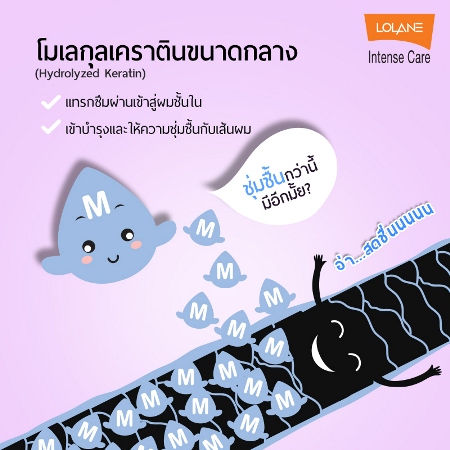 LOLANE
Intense Care
โมเลกุลเคราตินขนาดกลาง
(Hydrolyzed Keratin)
แทรกซึมผ่านเข้าสู่ผมชั้นใน
เข้าบำรุงและให้ความชุ่มชื้นกับเส้นผม
ชุ่มชื้นกว่านี้
มีอีกมั้ย?
M
M
M
M
M
M
อ่า...สดชื่นนนนน
M
M
M
M
M
M
M
M
M
M
M
M
M
M